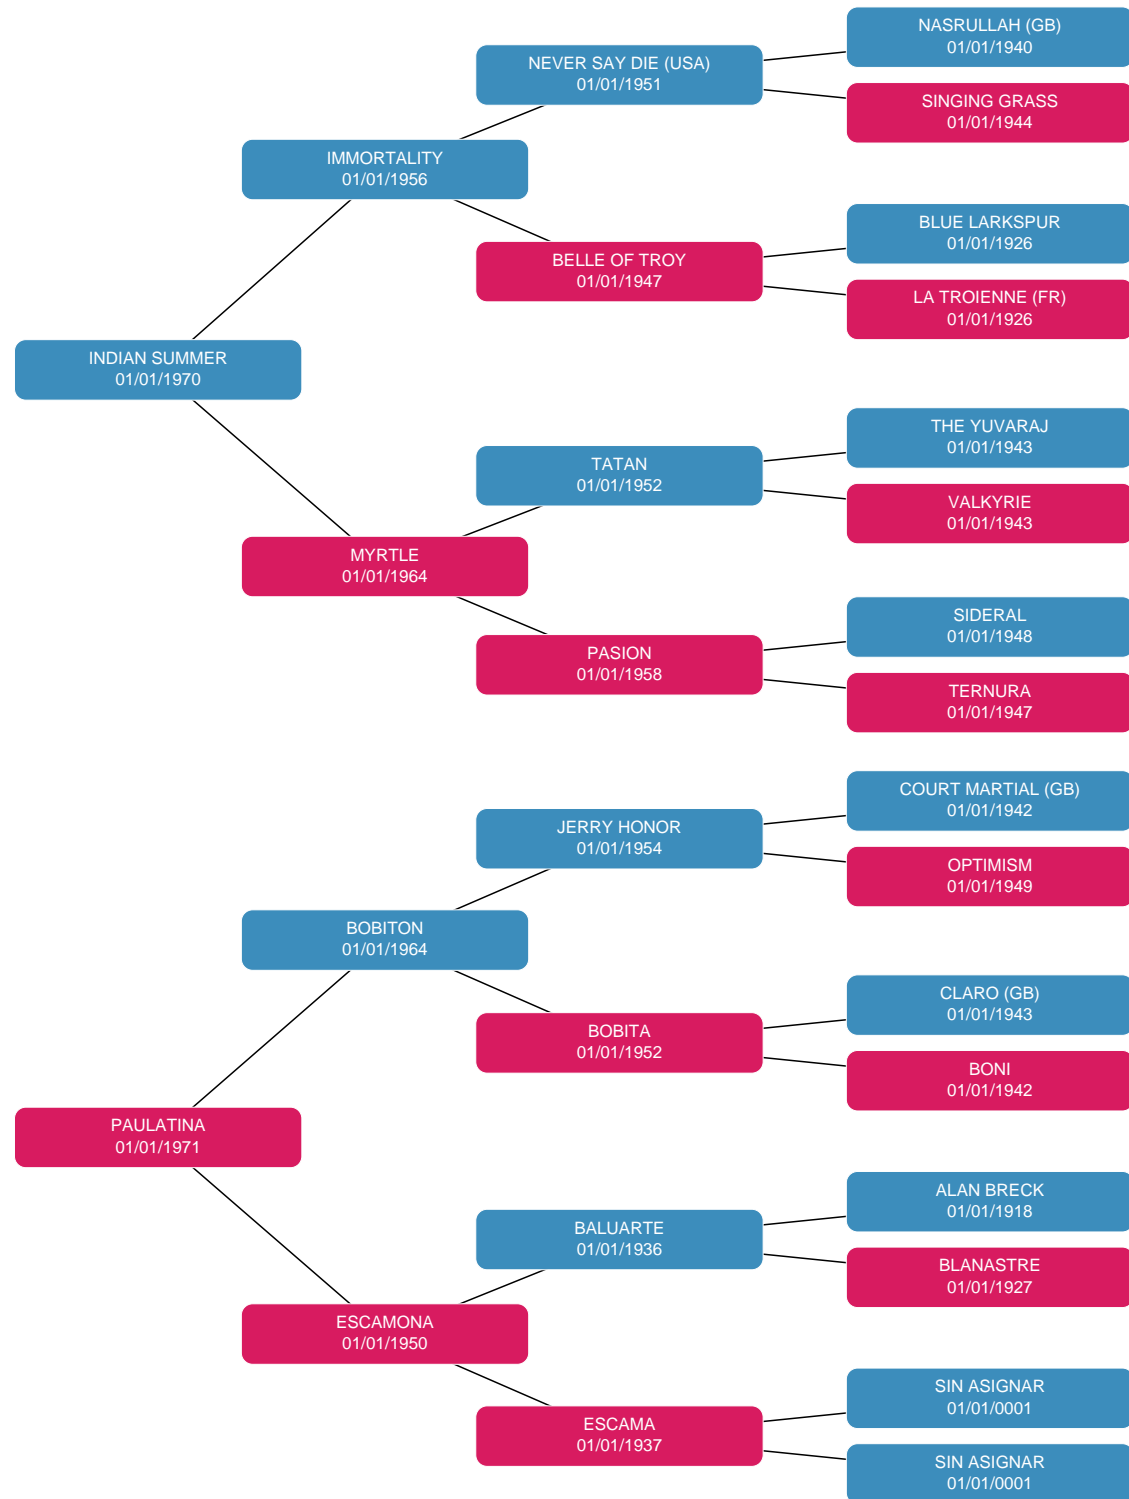 NASRULLAH (GB)
01/01/1940
NEVER SAY DIE (USA)
01/01/1951
SINGING GRASS
01/01/1944
IMMORTALITY
01/01/1956
BLUE LARKSPUR
01/01/1926
BELLE OF TROY
01/01/1947
LA TROIENNE (FR)
01/01/1926
INDIAN SUMMER
01/01/1970
THE YUVARAJ
01/01/1943
TATAN
01/01/1952
VALKYRIE
01/01/1943
MYRTLE
01/01/1964
SIDERAL
01/01/1948
PASION
01/01/1958
TERNURA
01/01/1947
COURT MARTIAL (GB)
01/01/1942
JERRY HONOR
01/01/1954
OPTIMISM
01/01/1949
BOBITON
01/01/1964
CLARO (GB)
01/01/1943
BOBITA
01/01/1952
BONI
01/01/1942
PAULATINA
01/01/1971
ALAN BRECK
01/01/1918
BALUARTE
01/01/1936
BLANASTRE
01/01/1927
ESCAMONA
01/01/1950
SIN ASIGNAR
01/01/0001
ESCAMA
01/01/1937
SIN ASIGNAR
01/01/0001